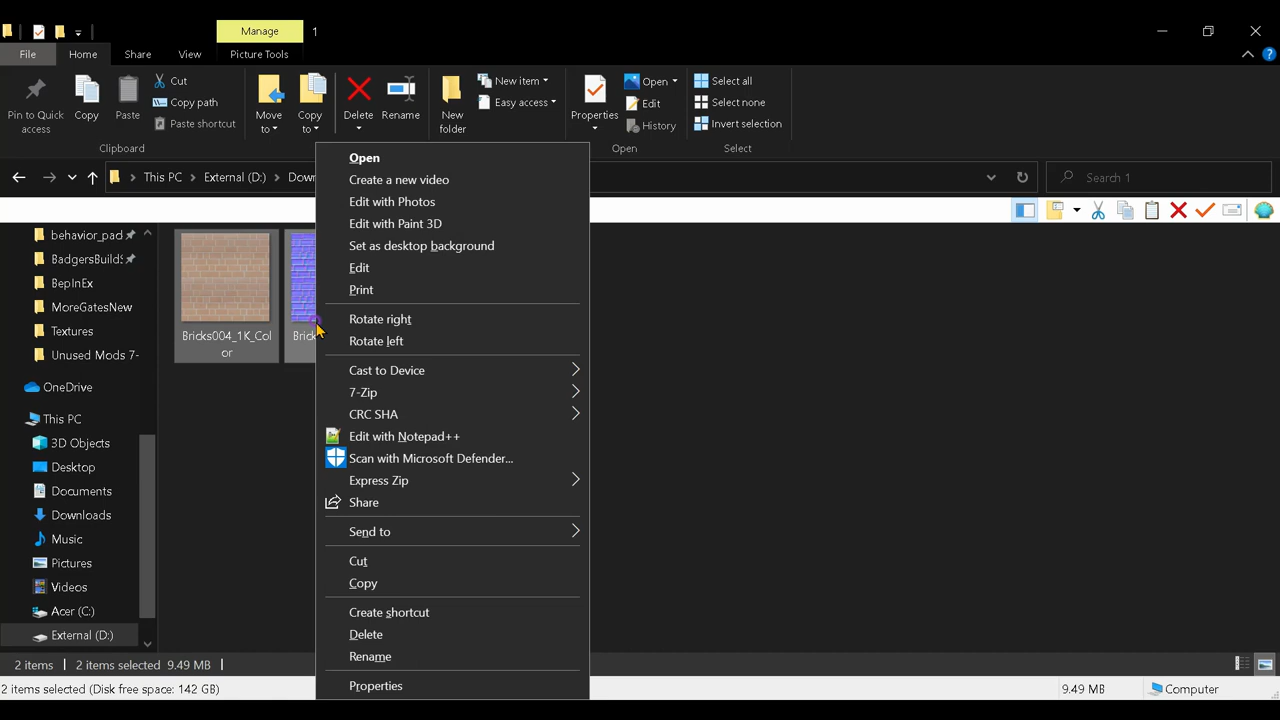 Manage
1
File
Home
Share
View
Picture Tools
Pin to Quick
access
Copy
Paste
Cut
Copy path
Paste shortcut
Clipboard
Move
to
Copy
to
Delete
Rename
New
folder
New item
Easy access
Properties
Open
Edit
History
Open
Select all
Select none
Invert selection
Select
This PC
External (D:)
Down
Search 1
behavior_pad
BadgersBuildS
BepInEx
MoreGatesNew
Textures
Unused Mods 7-
OneDrive
This PC
3D Objects
Desktop
Documents
Downloads
Music
Pictures
Videos
Acer (C:)
External (D:)
Bricks004_1K_Col
or
Brick
Open
Create a new video
Edit with Photos
Edit with Paint 3D
Set as desktop background
Edit
Print
Rotate right
Rotate left
Cast to Device
7-Zip
CRC SHA
Edit with Notepad++
Scan with Microsoft Defender...
Express Zip
Share
Send to
Cut
Copy
Create shortcut
Delete
Rename
Properties
2 items
2 items selected 9.49 MB
2 items selected (Disk free space: 142 GB)
9.49 MB
Computer